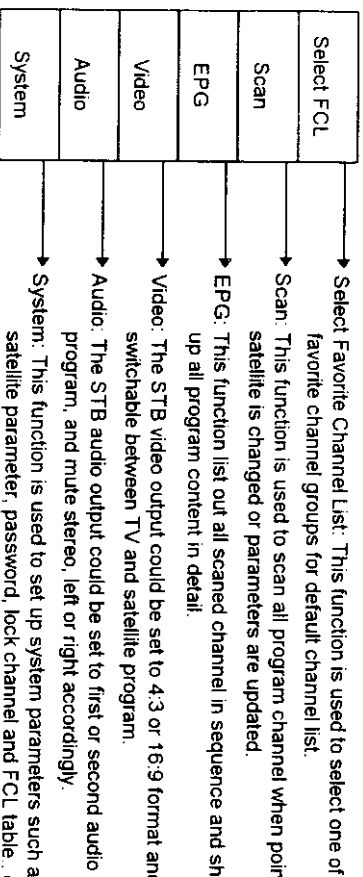 Select FCL
Scan
EPG
Video
Audio
System
Select Favorite Channel List: This function is used to select one of
favorite channel groups for default channel list.
Scan: This function is used to scan all program channel when
satellite is changed or parameters are updated.
EPG: This function list out all scaned channel in sequence and
up all program content in detail.
Video: The STB video output could be set to 4:3 or 16:9 format and
switchable between TV and satellite program.
Audio: The STB audio output could be set to first or second audio
program, and mute stereo, left or right accordingly.
System: This function is used to set up system parameters such
satellite parameter, password, lock channel and FCL table..